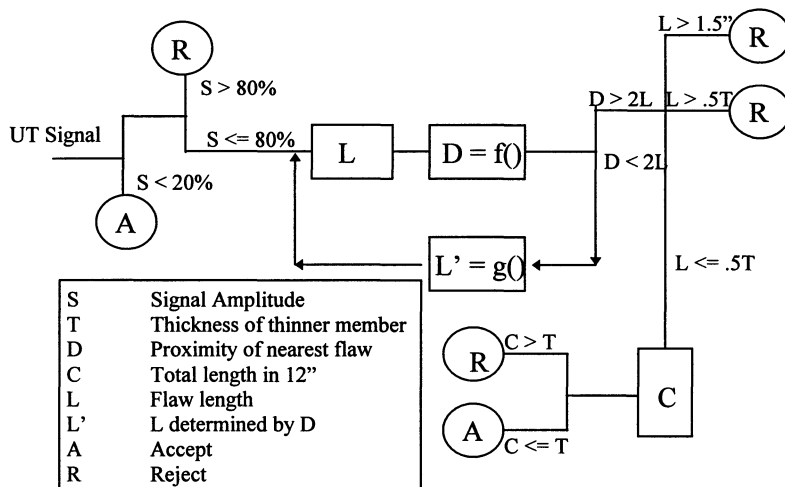 L > 1.5”
R
R
S > 80%
D > 2L
L > .5T
R
UT Signal
S <= 80%
L
D = f()
D < 2L
S < 20%
A
L’ = g()
L <= .5T
S Signal Amplitude
T Thickness of thinner member
D Proximity of nearest flaw
C Total length in 12”
L Flaw length
L’ L determined by D
A Accept
R Reject
R
C > T
C
A
C <= T